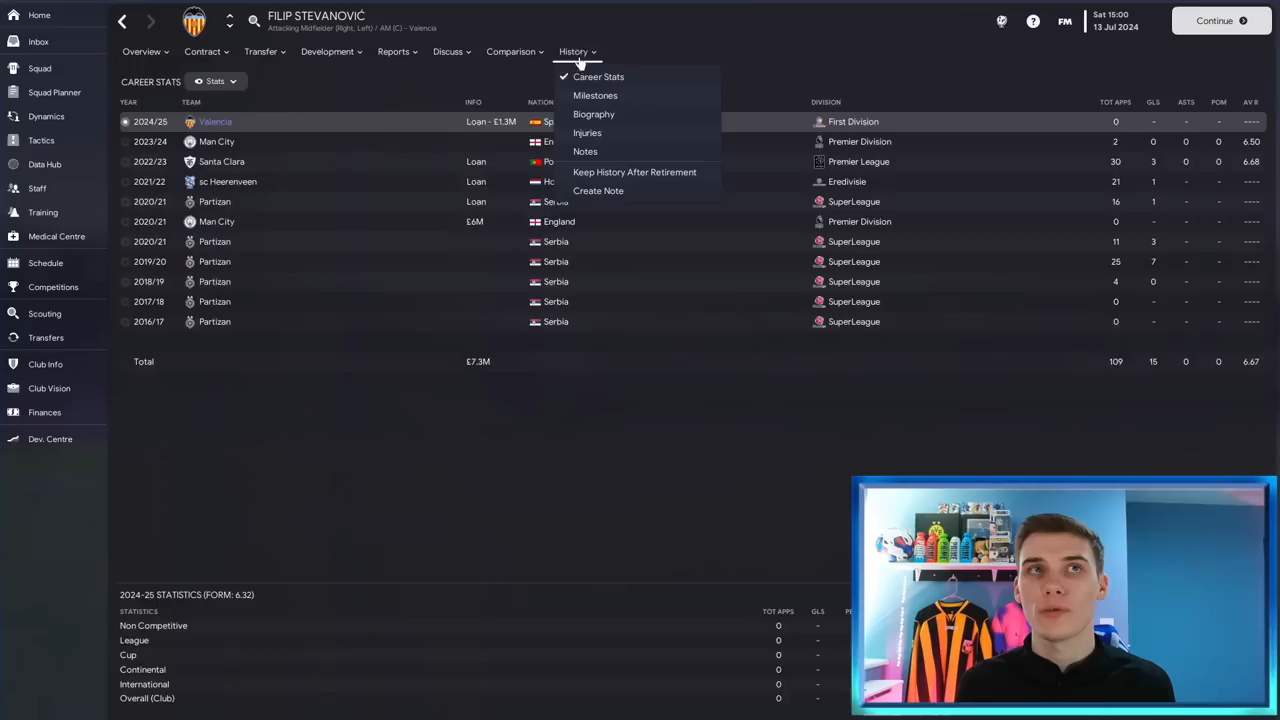 Home
Inbox
Squad
Squad Planner
Dynamics
Tactics
Data Hub
Staff
Training
Medical Centre
Schedule
Competitions
Scouting
Transfers
Club Info
Club Vision
Finances
Dev. Centre
FILIP STEVANOVIĆ
Attacking Midfielder (Right, Left) / AM (C) - Valencia
? FM Sat 15:00
13 Jul 2024
Continue
Overview Contract Transfer Development Reports Discuss Comparison History
CAREER STATS Stats
Career Stats
Milestones
Biography
Injuries
Notes
Keep History After Retirement
Create Note
YEAR TEAM INFO NATION DIVISION TOT APPS GLS ASTS POM AV R
2024/25 Valencia Loan - £1.3M Sp First Division 0 - - - ----
2023/24 Man City En Premier Division 2 0 0 0 6.50
2022/23 Santa Clara Loan Po Premier League 30 3 0 0 6.68
2021/22 sc Heerenveen Loan Ho Eredivisie 21 1 - - ----
2020/21 Partizan Loan Serbia SuperLeague 16 1 - - ----
2020/21 Man City £6M England Premier Division 0 - - - ----
2020/21 Partizan Serbia SuperLeague 11 3 - - ----
2019/20 Partizan Serbia SuperLeague 25 7 - - ----
2018/19 Partizan Serbia SuperLeague 4 0 - - ----
2017/18 Partizan Serbia SuperLeague 0 - - - ----
2016/17 Partizan Serbia SuperLeague 0 - - - ----
Total £7.3M 109 15 0 0 6.67
2024-25 STATISTICS (FORM: 6.32)
STATISTICS TOT APPS GLS
Non Competitive 0 -
League 0 -
Cup 0 -
Continental 0 -
International 0 -
Overall (Club) 0 -